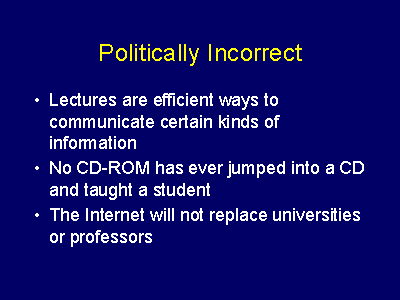 Politically Incorrect
• Lectures are efficient ways to
communicate certain kinds of
information
• No CD-ROM has ever jumped into a CD
and taught a student
• The Internet will not replace universities
or professors